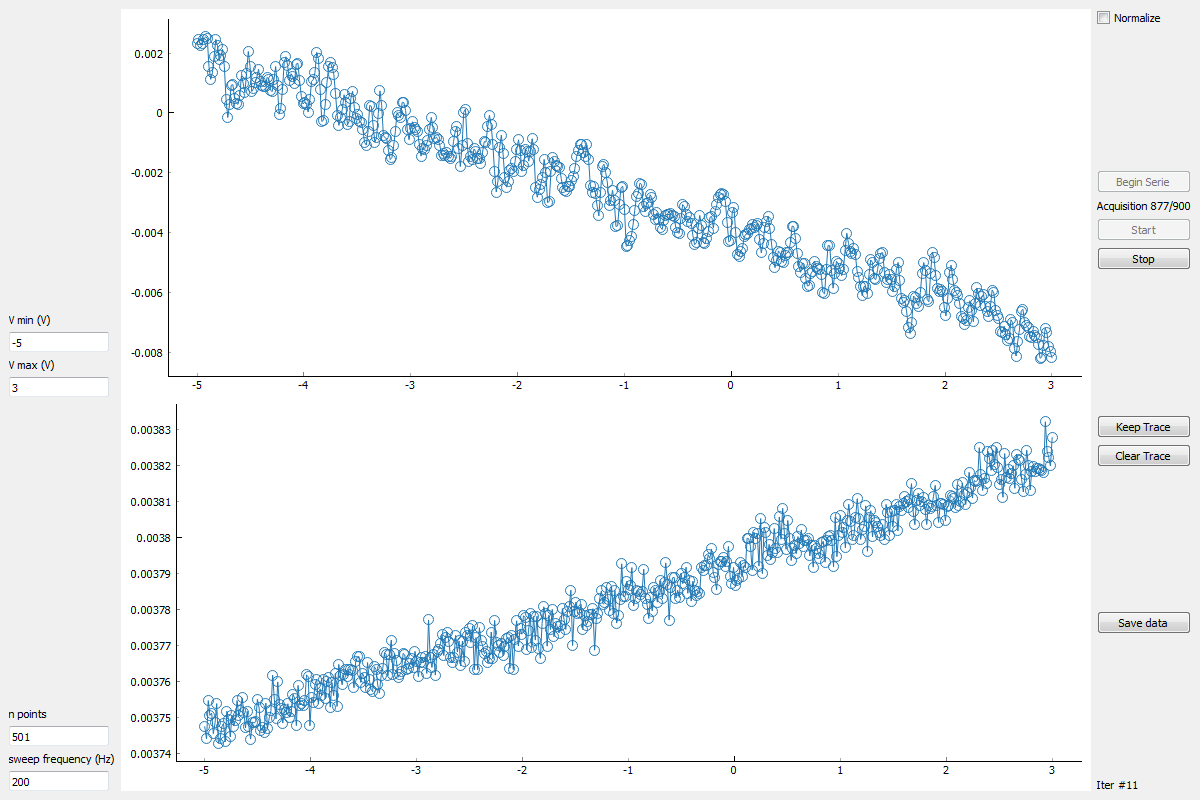 Normalize
0.002
0
-0.002
-0.004
-0.006
-0.008
-5 -4 -3 -2 -1 0 1 2 3
Begin Serie
Acquisition 877/900
Start
Stop
V min (V)
-5
V max (V)
3
0.00383
0.00382
0.00381
0.0038
0.00379
0.00378
0.00377
0.00376
0.00375
0.00374
-5 -4 -3 -2 -1 0 1 2 3
Keep Trace
Clear Trace
Save data
n points
501
sweep frequency (Hz)
200
Iter #11